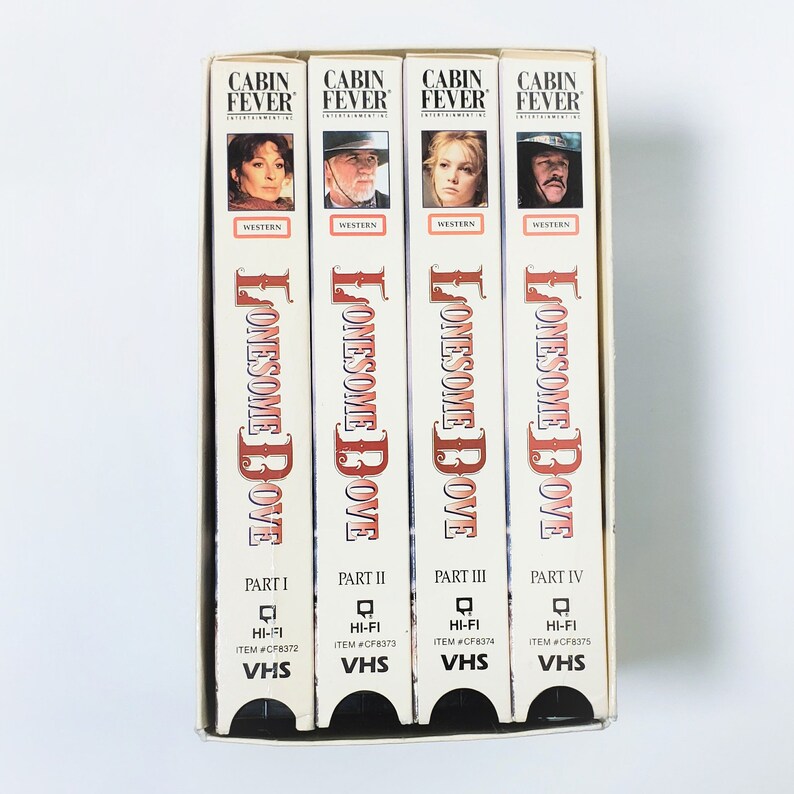 CABIN
FEVER®
ENTERTAINMENT INC
WESTERN
LONESOME DOVE
PART I
®
HI-FI
ITEM #CF8372
VHS
CABIN
FEVER®
ENTERTAINMENT INC
WESTERN
LONESOME DOVE
PART II
®
HI-FI
ITEM #CF8373
VHS
CABIN
FEVER®
ENTERTAINMENT INC
WESTERN
LONESOME DOVE
PART III
®
HI-FI
ITEM #CF8374
VHS
CABIN
FEVER®
ENTERTAINMENT INC
WESTERN
LONESOME DOVE
PART IV
®
HI-FI
ITEM #CF8375
VHS